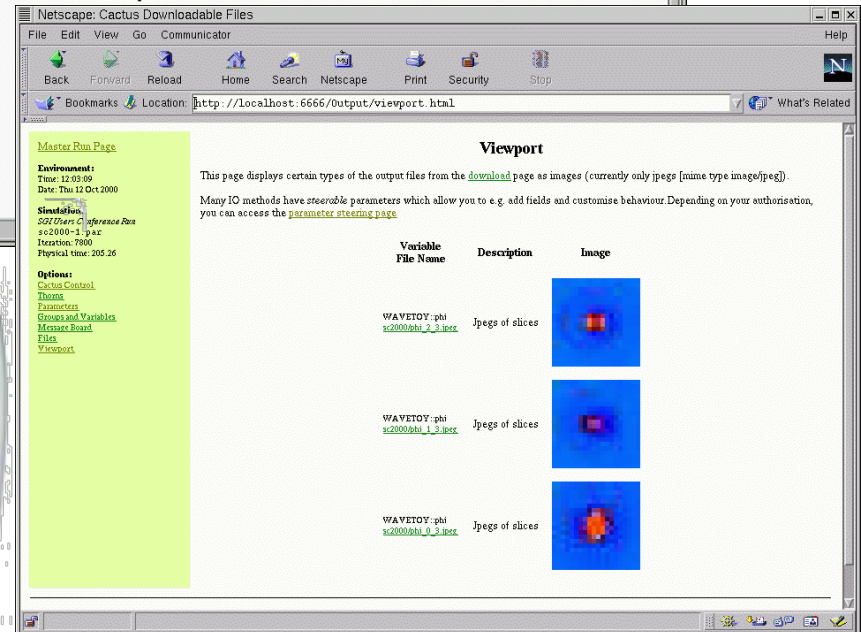 Netscape: Cactus Downloadable Files
File Edit View Go Communicator Help
Back Forward Reload Home Search Netscape Print Security Stop
My
N
Bookmarks Location: http://localhost:6666/Output/viewport.html What's Related
Master Run Page
Environment:
Time: 12:03:09
Date: Thu 12 Oct 2000
Simulation:
SGI Users Conference Run
sc2000-1.par
Iteration: 7800
Physical time: 205.26
Options:
Cactus Control
Thorns
Parameters
Groups and Variables
Message Board
Files
Viewport
Viewport
This page displays certain types of the output files from the download page as images (currently only jpegs [mime type image/jpeg]).
Many IO methods have steerable parameters which allow you to e.g. add fields and customise behaviour.Depending on your authorisation,
you can access the parameter steering page
Variable
File Name Description Image
WAVETOY::phi
sc2000/phi_2_3.jpeg Jpegs of slices
WAVETOY::phi
sc2000/phi_1_3.jpeg Jpegs of slices
WAVETOY::phi
sc2000/phi_0_3.jpeg Jpegs of slices